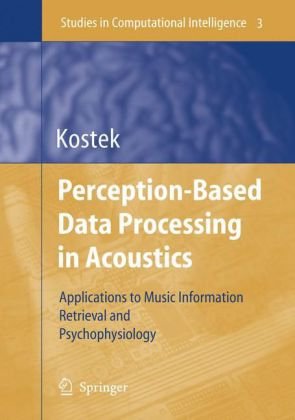 Studies in Computational Intelligence 3
Kostek
Perception-Based
Data Processing
in Acoustics
Applications to Music Information
Retrieval and
Psychophysiology
Springer